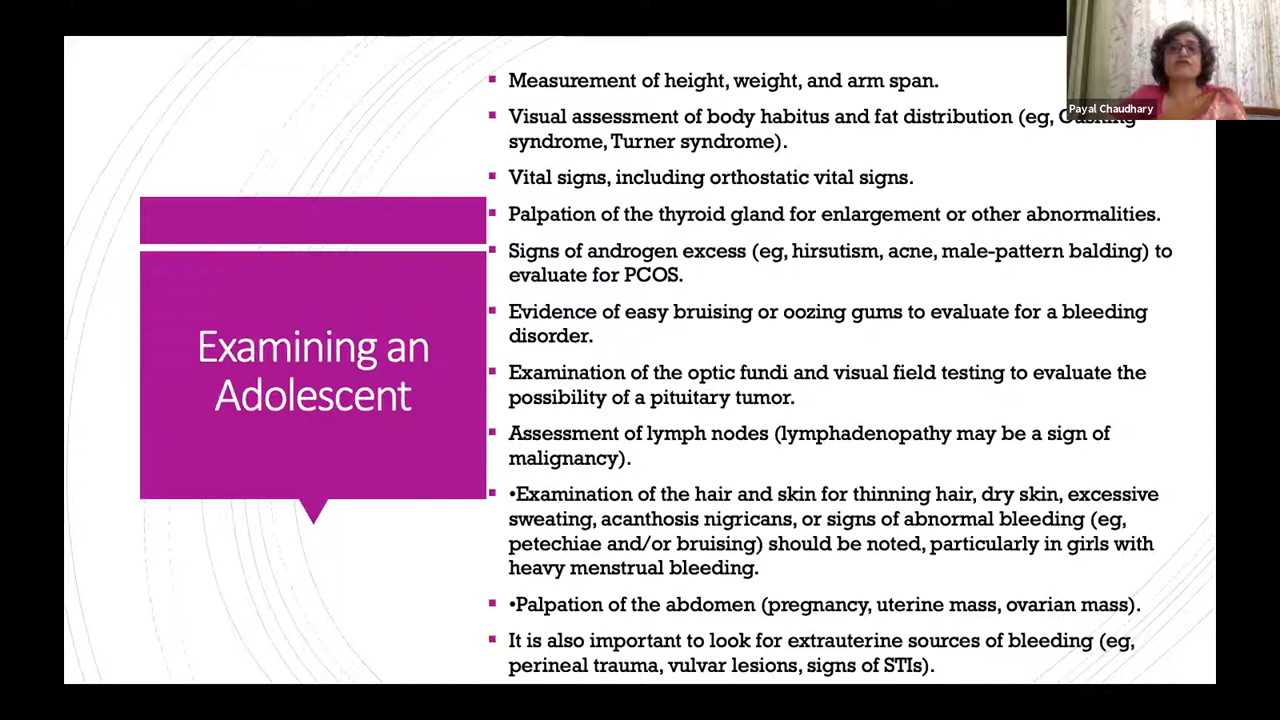 Payal Chaudhary
Examining an
Adolescent
▪ Measurement of height, weight, and arm span.
▪ Visual assessment of body habitus and fat distribution (eg, Cushing
syndrome, Turner syndrome).
▪ Vital signs, including orthostatic vital signs.
▪ Palpation of the thyroid gland for enlargement or other abnormalities.
▪ Signs of androgen excess (eg, hirsutism, acne, male-pattern balding) to
evaluate for PCOS.
▪ Evidence of easy bruising or oozing gums to evaluate for a bleeding
disorder.
▪ Examination of the optic fundi and visual field testing to evaluate the
possibility of a pituitary tumor.
▪ Assessment of lymph nodes (lymphadenopathy may be a sign of
malignancy).
▪ •Examination of the hair and skin for thinning hair, dry skin, excessive
sweating, acanthosis nigricans, or signs of abnormal bleeding (eg,
petechiae and/or bruising) should be noted, particularly in girls with
heavy menstrual bleeding.
▪ •Palpation of the abdomen (pregnancy, uterine mass, ovarian mass).
▪ It is also important to look for extrauterine sources of bleeding (eg,
perineal trauma, vulvar lesions, signs of STIs).